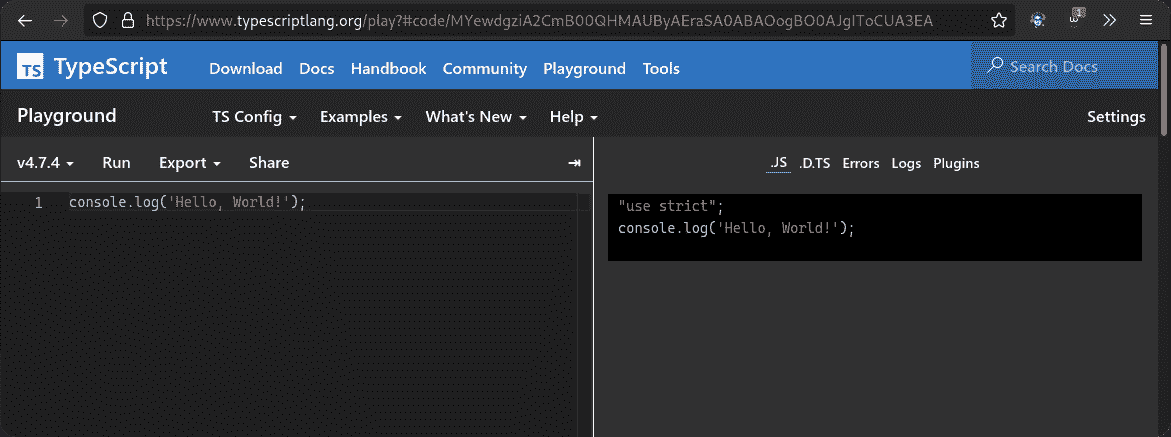 https://www.typescriptlang.org/play?#code/MYewdgziA2CmB00QHMAUByAEraSA0ABAOogBO0AJgIToCUA3EA
TS TypeScript Download Docs Handbook Community Playground Tools Search Docs
Playground TS Config Examples What's New Help Settings
v4.7.4 Run Export Share .JS .D.TS Errors Logs Plugins
1 console.log('Hello, World!');
"use strict";
console.log('Hello, World!');